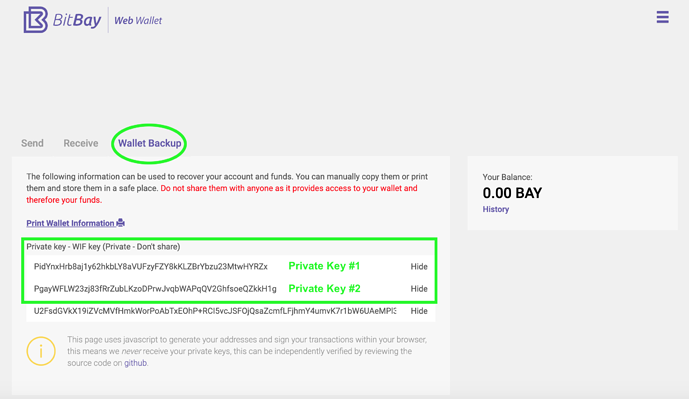 BitBay Web Wallet
Send Receive Wallet Backup
The following information can be used to recover your account and funds. You can manually copy them or print
them and store them in a safe place. Do not share them with anyone as it provides access to your wallet and
therefore your funds.
Print Wallet Information
Private key - WIF key (Private - Don't share)
PidYnxHrb8aj1y62hkbLY8aVUFzyFZY8kKLZBrYbzu23MtwHYRZx Private Key #1 Hide
PgayWFLW23zj83fRrZubLKzoDPrwJvqbWAPqQV2GhfsoeQZkkH1g Private Key #2 Hide
U2FsdGVkX19iZVcMVfHmkWorPoAbTxEOhP+RCI5vcJSFOjQsaZcmfLFjhmY4umvK7r1bW6UAeMPl3 Hide
This page uses javascript to generate your addresses and sign your transactions within your browser,
this means we never receive your private keys, this can be independently verified by reviewing the
source code on github.
Your Balance:
0.00 BAY
History